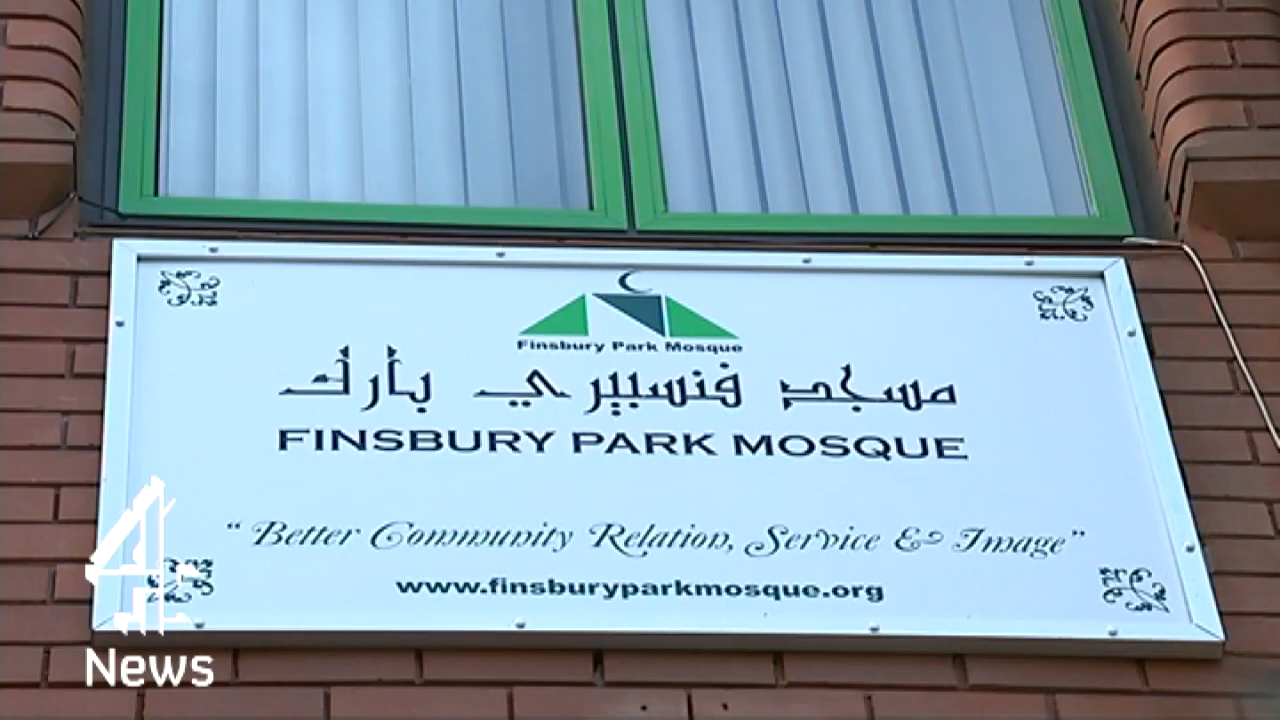 Finsbury Park Mosque
مسجد فنسبيري بارك
FINSBURY PARK MOSQUE
“Better Community Relation, Service & Image”
www.finsburyparkmosque.org
4
News